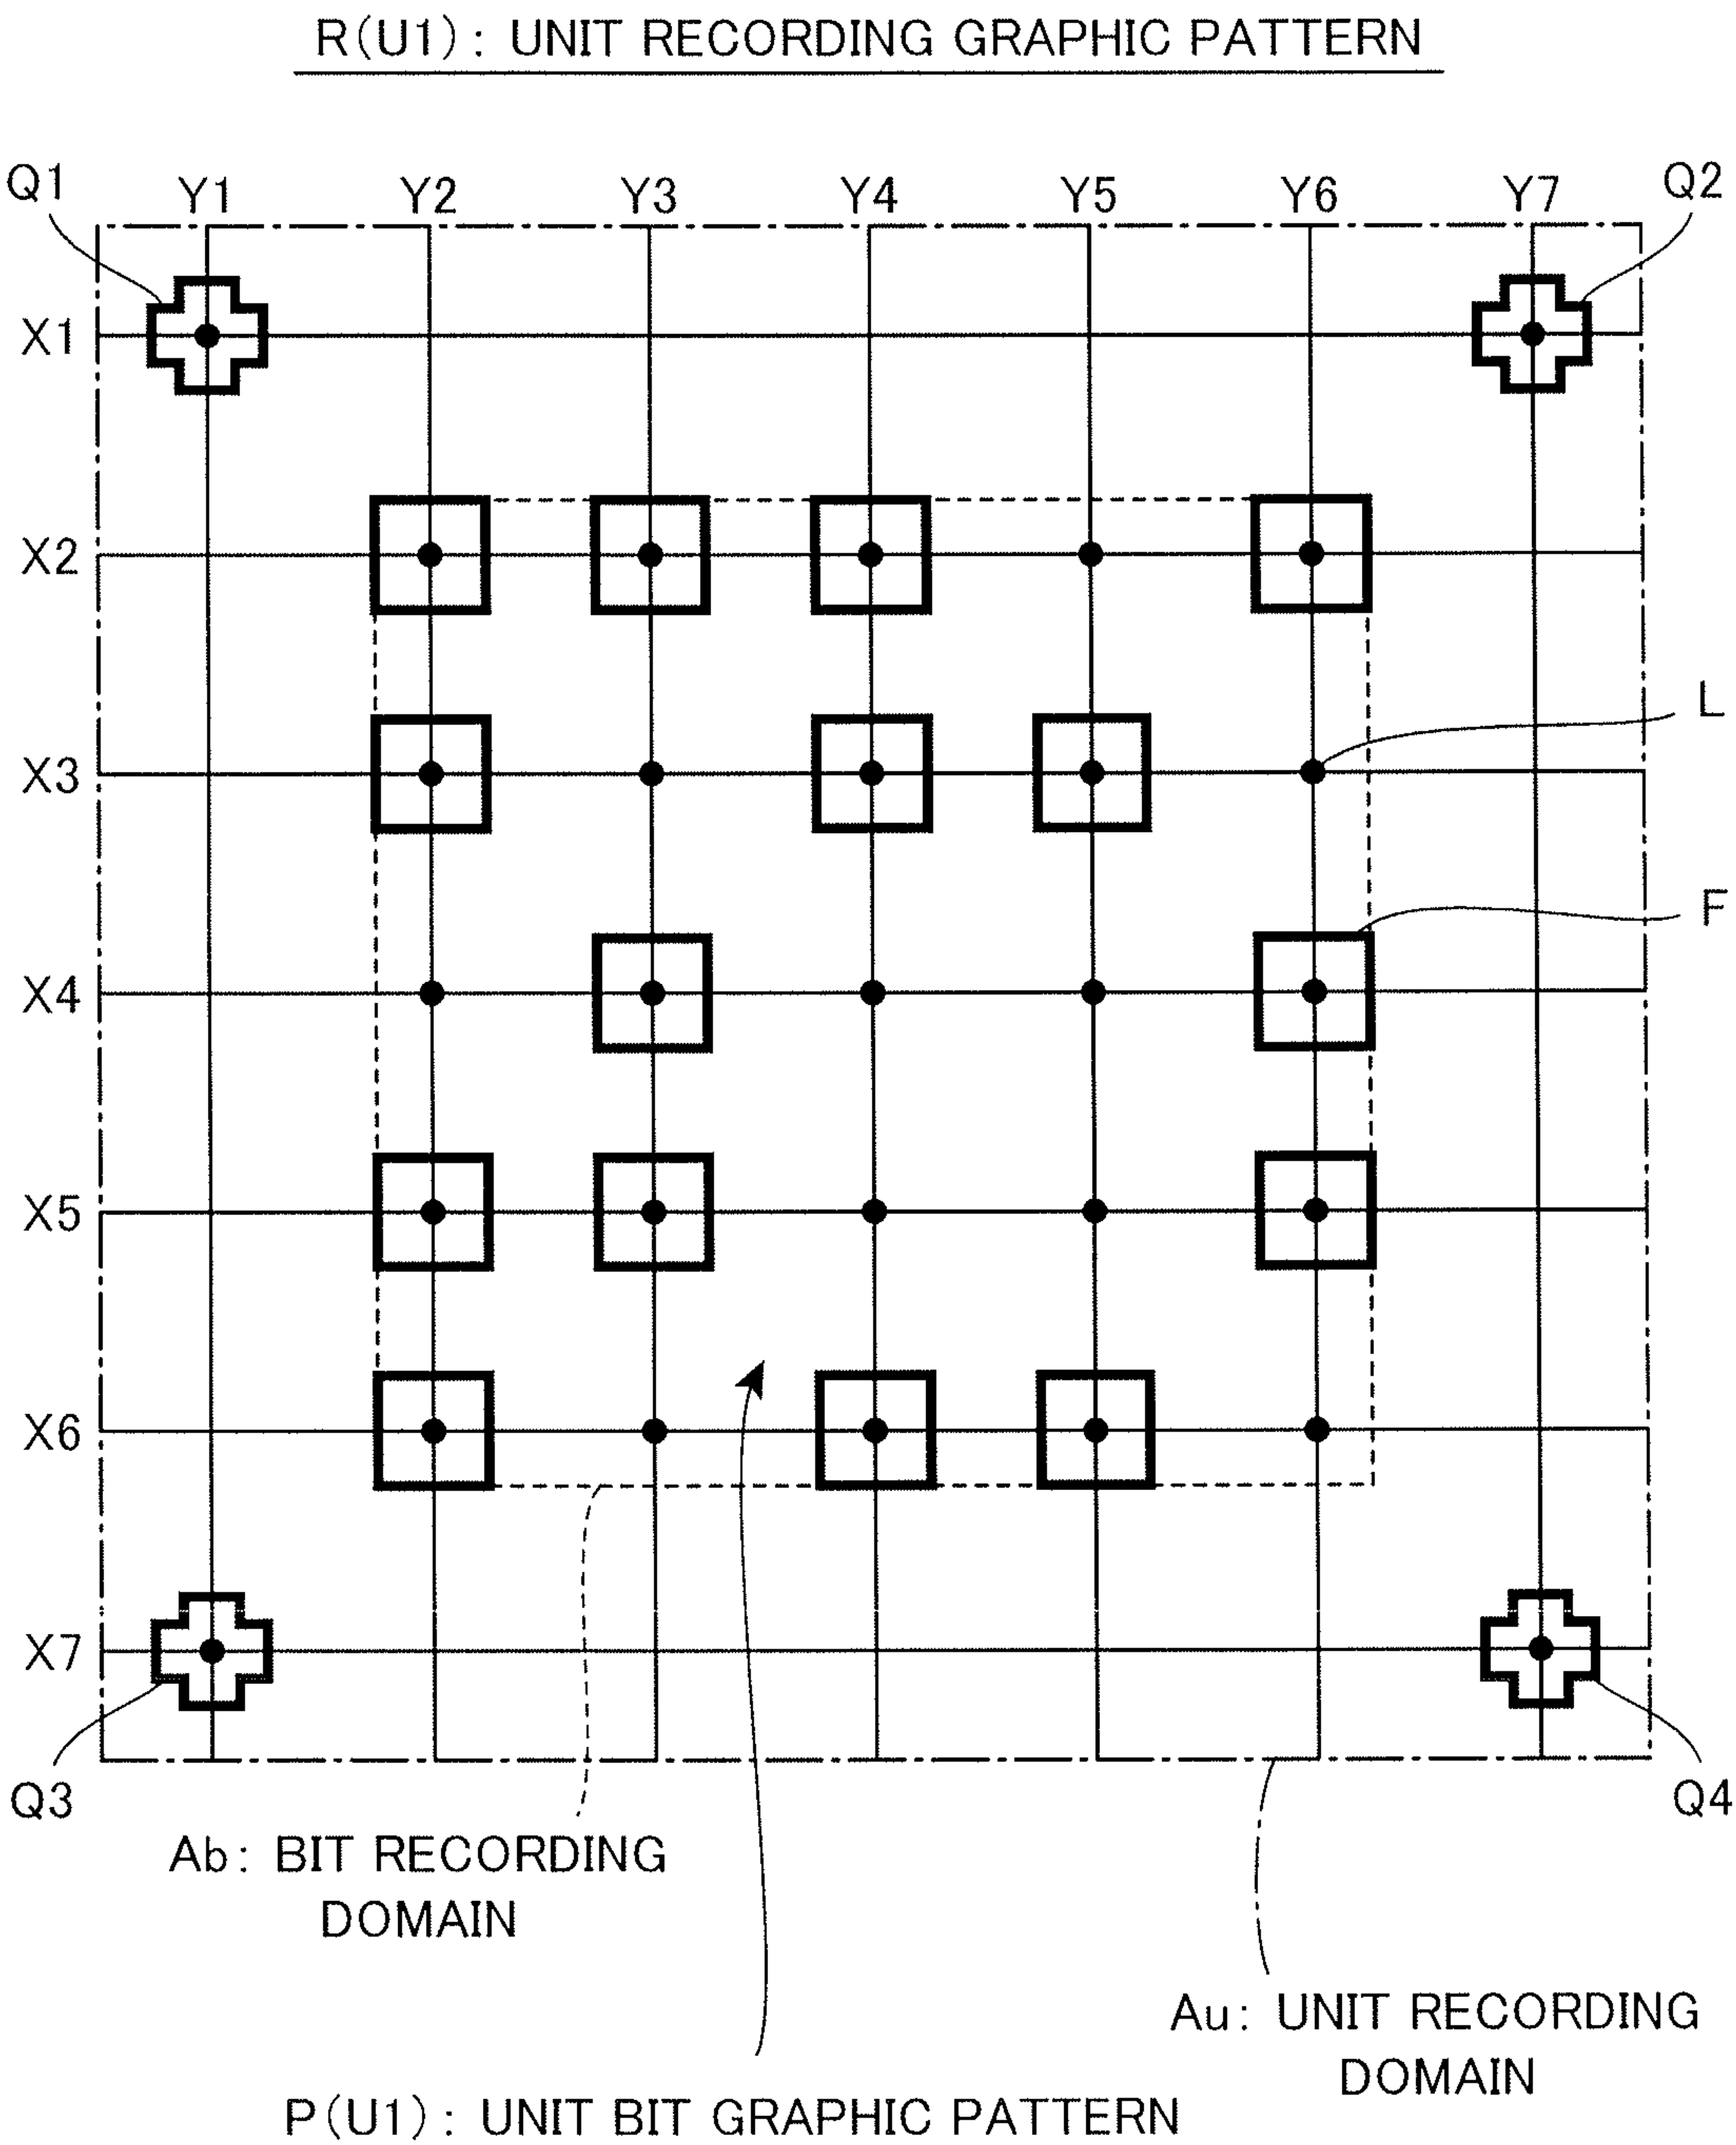 R(U1): UNIT RECORDING GRAPHIC PATTERN
Q1 Y1 Y2 Y3 Y4 Y5 Y6 Y7 Q2
X1
X2
L
X3
F
X4
X5
X6
X7
Q3 Q4
Ab: BIT RECORDING
DOMAIN
Au: UNIT RECORDING
DOMAIN
P(U1): UNIT BIT GRAPHIC PATTERN